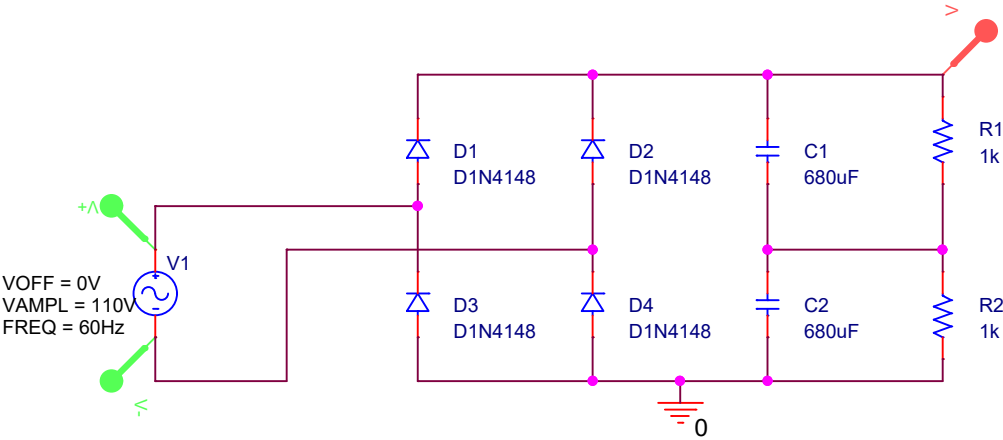 V
D1
D1N4148
D2
D1N4148
C1
680uF
R1
1k
V+
V1
+
-
VOFF = 0V
VAMPL = 110V
FREQ = 60Hz
D3
D1N4148
D4
D1N4148
C2
680uF
R2
1k
V-
0